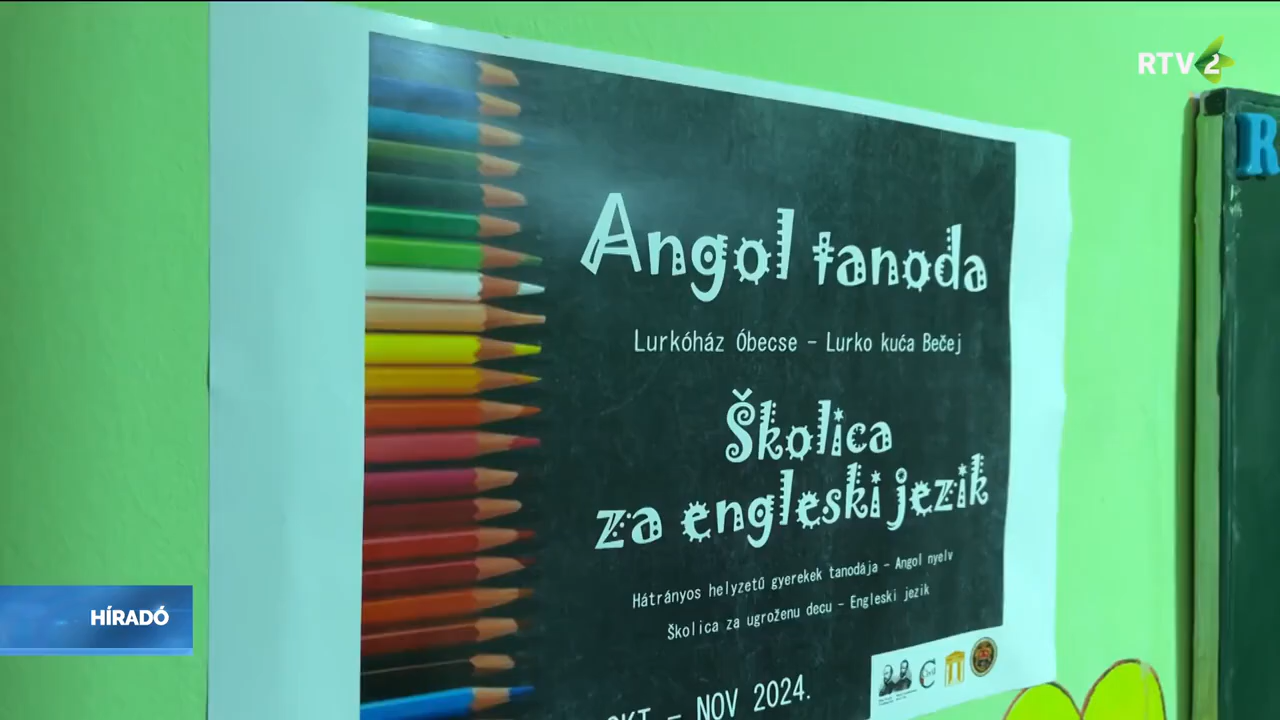 RTV 2
R
Angol tanoda
Lurkóház Óbecse - Lurko kuća Bečej
Školica
za engleski jezik
Hátrányos helyzetű gyerekek tanodája - Angol nyelv
Školica za ugroženu decu - Engleski jezik
OKT - NOV 2024.
HÍRADÓ